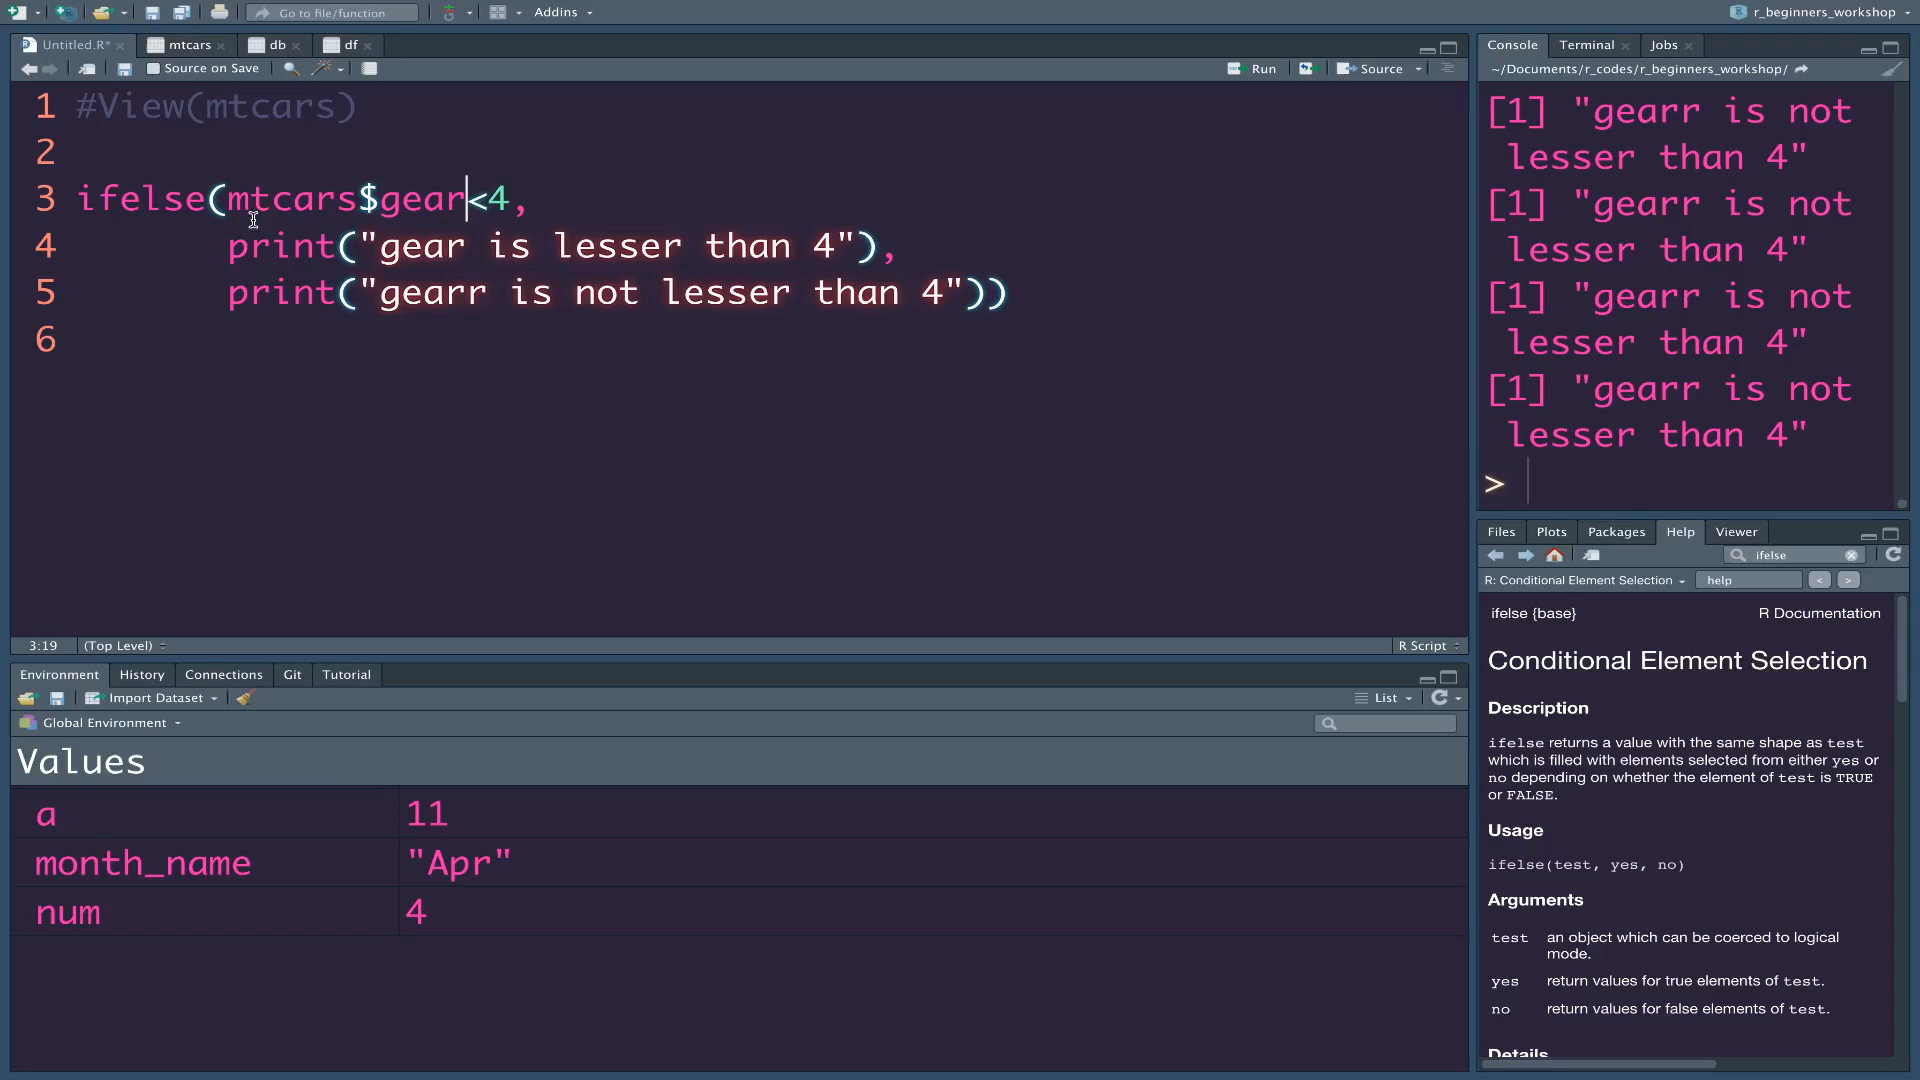 Go to file/function
Addins
r_beginners_workshop
Untitled.R*
mtcars
db
df
Source on Save
Run
Source
1 #View(mtcars)
2
3 ifelse(mtcars$gear<4,
4 print("gear is lesser than 4"),
5 print("gearr is not lesser than 4"))
6
3:19
(Top Level)
R Script
Environment
History
Connections
Git
Tutorial
Import Dataset
List
Global Environment
Values
a 11
month_name "Apr"
num 4
Console
Terminal
Jobs
~/Documents/r_codes/r_beginners_workshop/
[1] "gearr is not
lesser than 4"
[1] "gearr is not
lesser than 4"
[1] "gearr is not
lesser than 4"
[1] "gearr is not
lesser than 4"
>
Files
Plots
Packages
Help
Viewer
ifelse
R: Conditional Element Selection
help
<
>
ifelse {base}
R Documentation
Conditional Element Selection
Description
ifelse returns a value with the same shape as test
which is filled with elements selected from either yes or
no depending on whether the element of test is TRUE
or FALSE.
Usage
ifelse(test, yes, no)
Arguments
test an object which can be coerced to logical
mode.
yes return values for true elements of test.
no return values for false elements of test.
Details